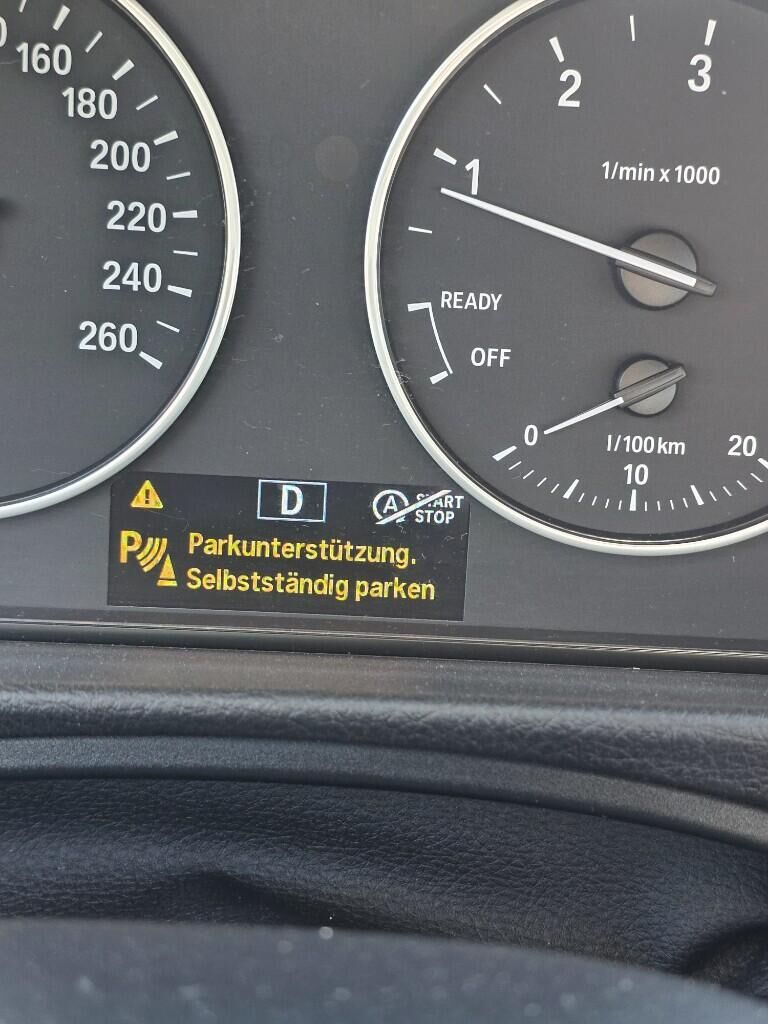 160
180
200
220
240
260
1
2
3
1/min x 1000
READY
OFF
0
10
20
l/100 km
D
A START
STOP
P Parkunterstützung.
Selbstständig parken